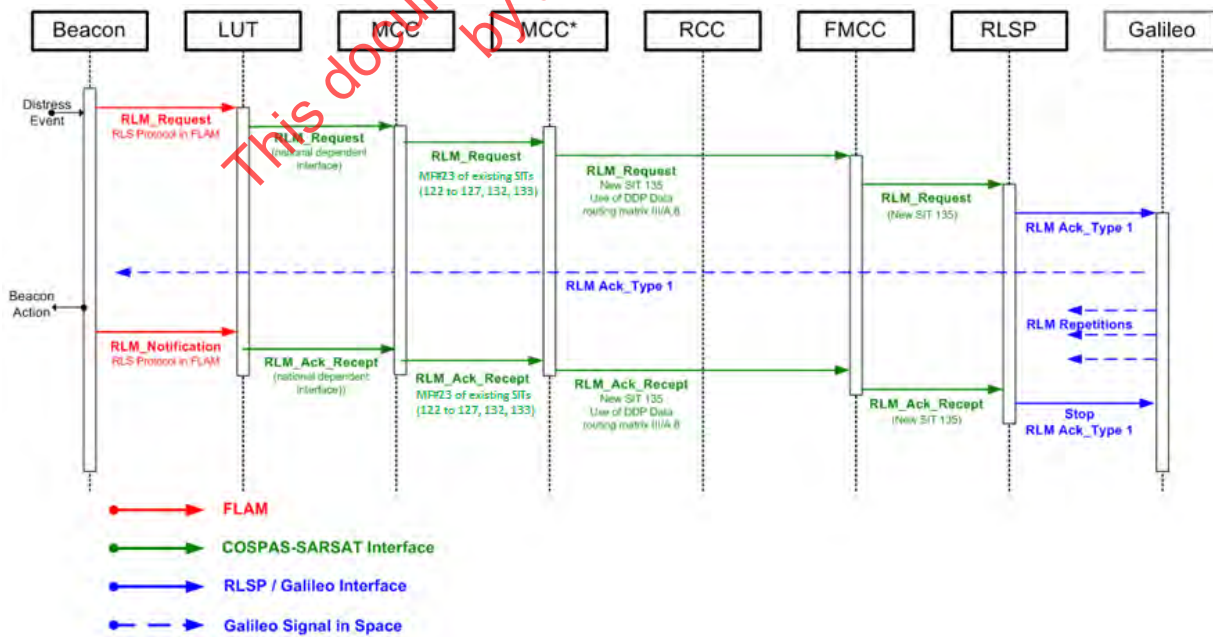 Beacon
LUT
MCC
MCC*
RCC
FMCC
RLSP
Galileo
This docu
by
Distress
Event
RLM_Request
RLS Protocol in FLAM
RLM_Request
(national dependent
interface)
RLM_Request
MF#23 of existing SITs
(122 to 127, 132, 133)
RLM_Request
New SIT 135
Use of DDP Data
routing matrix III/A.8
RLM_Request
(New SIT 135)
RLM Ack_Type 1
RLM Ack_Type 1
Beacon
Action
RLM Repetitions
RLM_Notification
RLS Protocol in FLAM
RLM_Ack_Recept
(national dependent
interface))
RLM_Ack_Recept
MF#23 of existing SITs
(122 to 127, 132, 133)
RLM_Ack_Recept
New SIT 135
Use of DDP Data
routing matrix III/A.8
RLM_Ack_Recept
(New SIT 135)
Stop
RLM Ack_Type 1
FLAM
COSPAS-SARSAT Interface
RLSP / Galileo Interface
Galileo Signal in Space